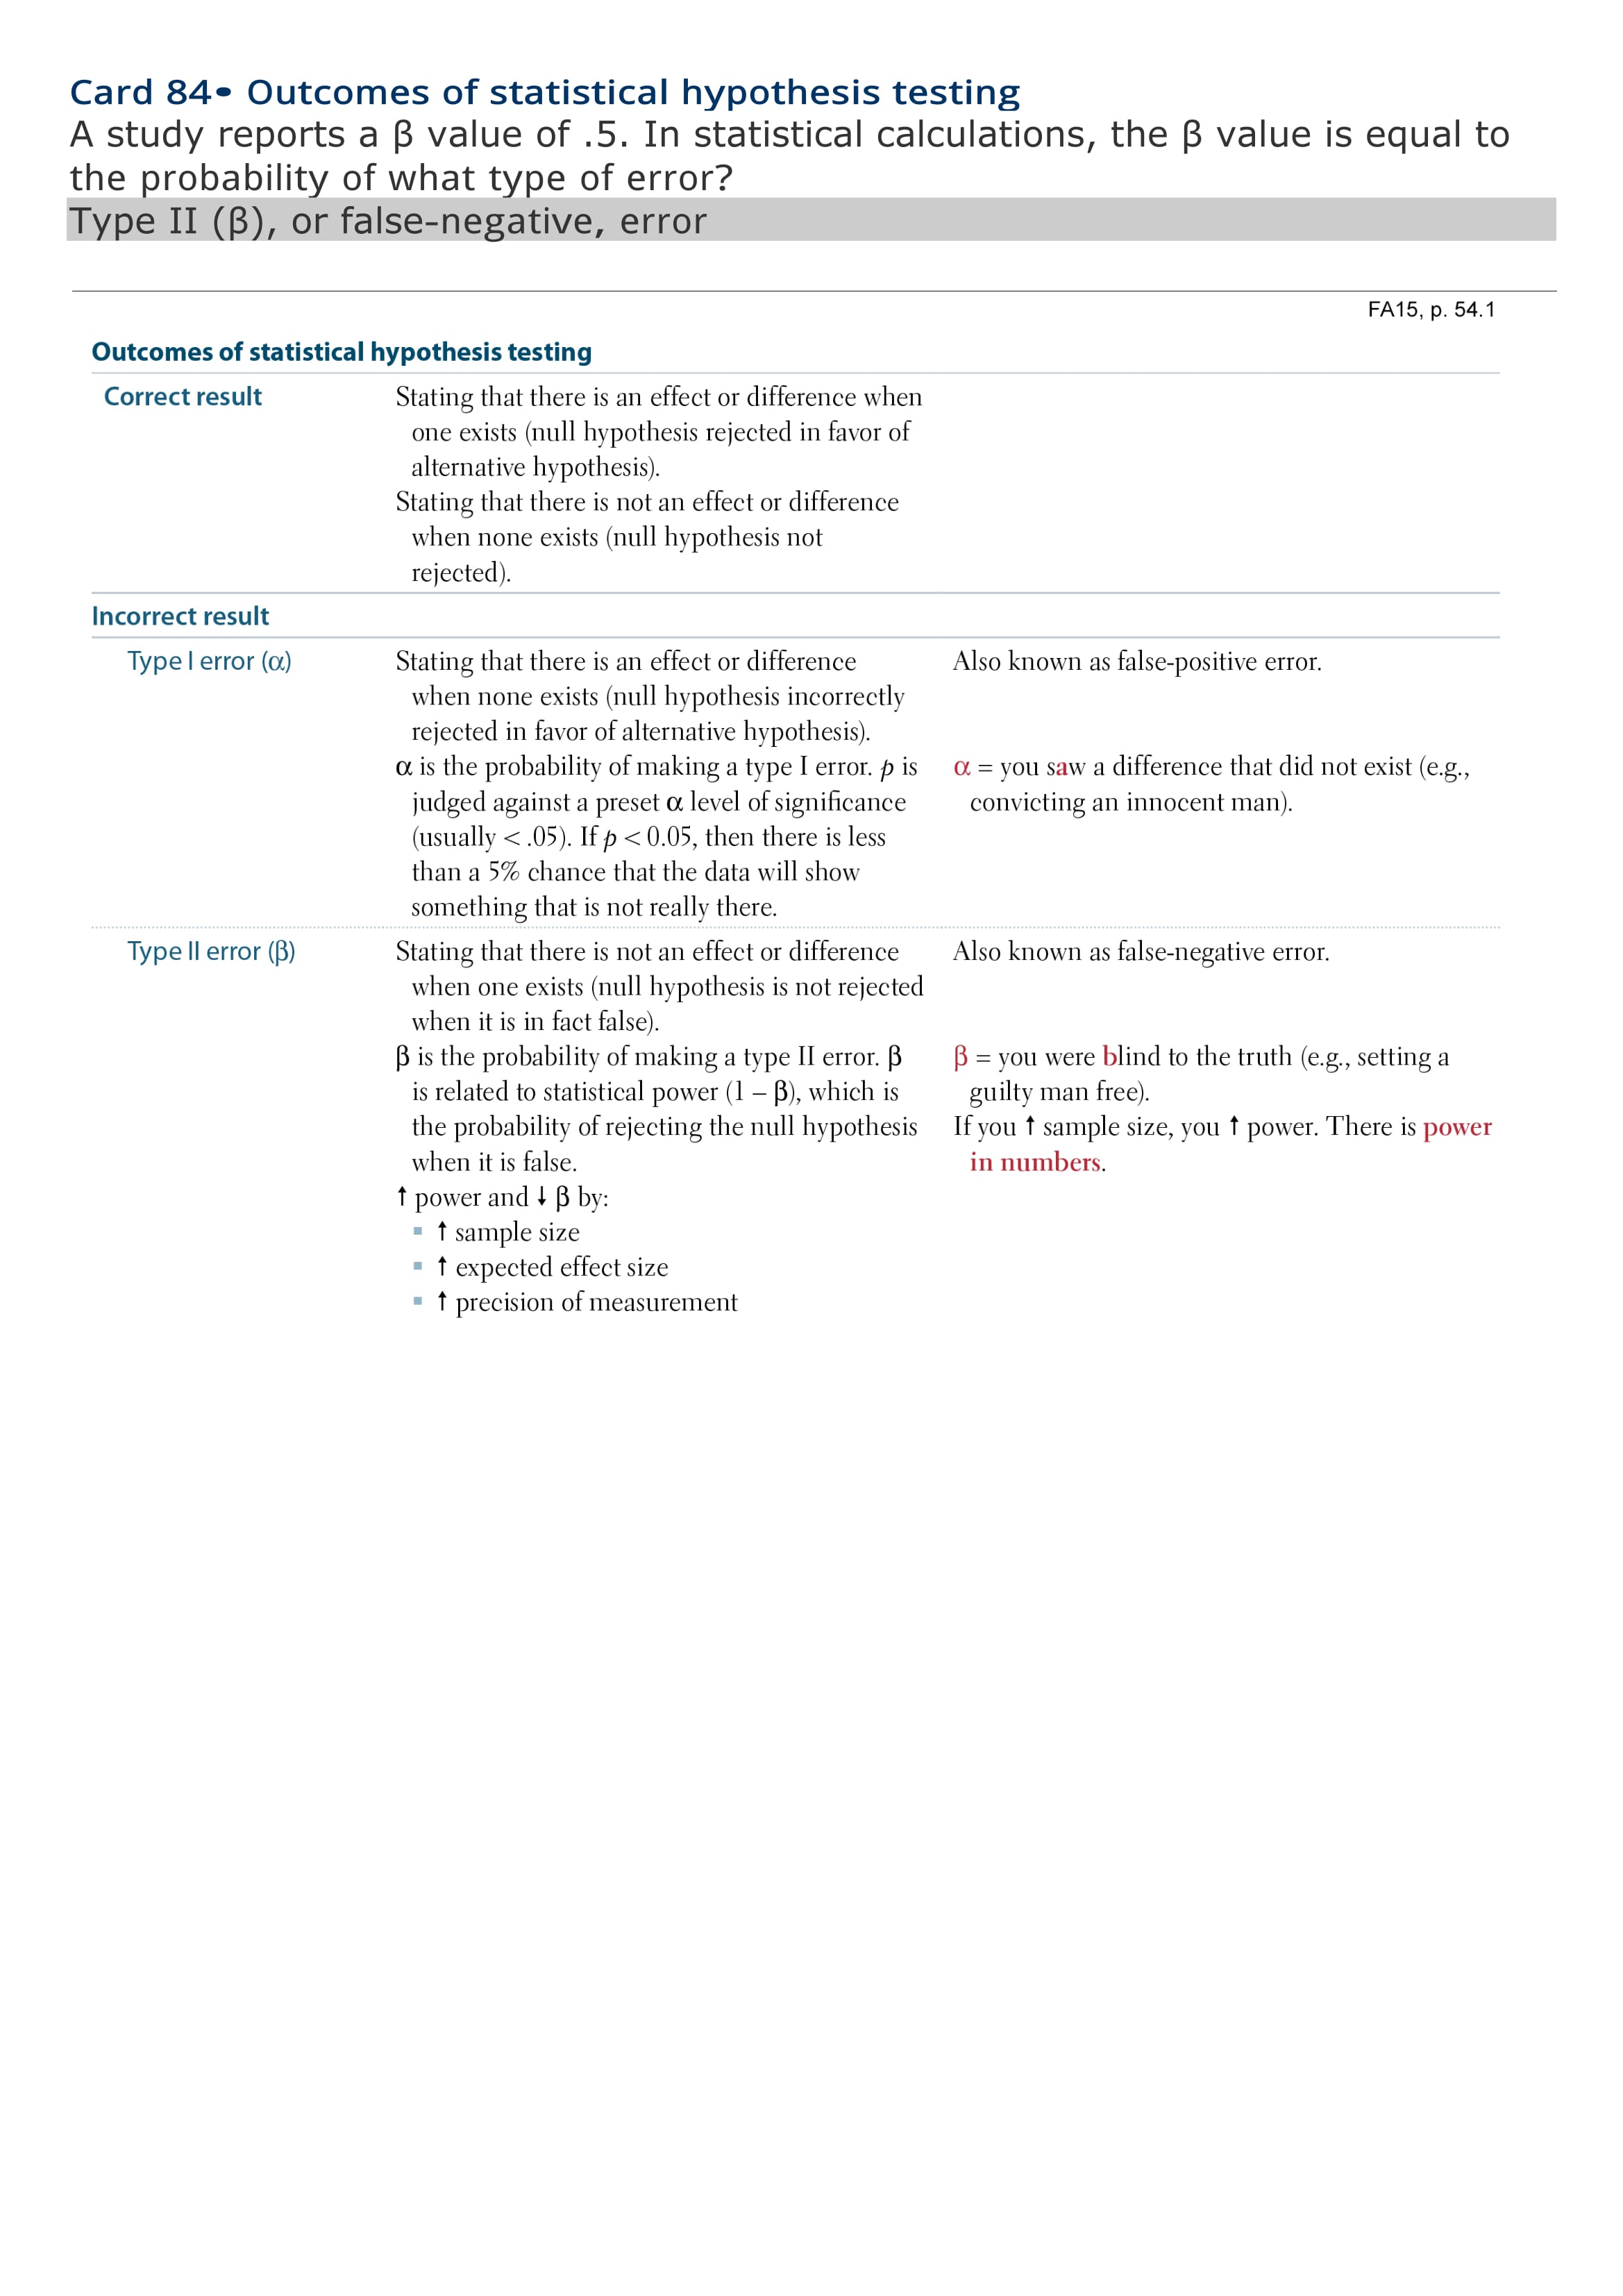 Card 84• Outcomes of statistical hypothesis testing
A study reports a β value of .5. In statistical calculations, the β value is equal to
the probability of what type of error?
Type II (β), or false-negative, error
FA15, p. 54.1
Outcomes of statistical hypothesis testing
Correct result
Stating that there is an effect or difference when
one exists (null hypothesis rejected in favor of
alternative hypothesis).
Stating that there is not an effect or difference
when none exists (null hypothesis not
rejected).
Incorrect result
Type I error (α)
Stating that there is an effect or difference
when none exists (null hypothesis incorrectly
rejected in favor of alternative hypothesis).
α is the probability of making a type I error. p is
judged against a preset α level of significance
(usually < .05). If p < 0.05, then there is less
than a 5% chance that the data will show
something that is not really there.
Also known as false-positive error.
α = you saw a difference that did not exist (e.g.,
convicting an innocent man).
Type II error (β)
Stating that there is not an effect or difference
when one exists (null hypothesis is not rejected
when it is in fact false).
β is the probability of making a type II error. β
is related to statistical power (1 – β), which is
the probability of rejecting the null hypothesis
when it is false.
↑ power and ↓ β by:
▪ ↑ sample size
▪ ↑ expected effect size
▪ ↑ precision of measurement
Also known as false-negative error.
β = you were blind to the truth (e.g., setting a
guilty man free).
If you ↑ sample size, you ↑ power. There is power
in numbers.